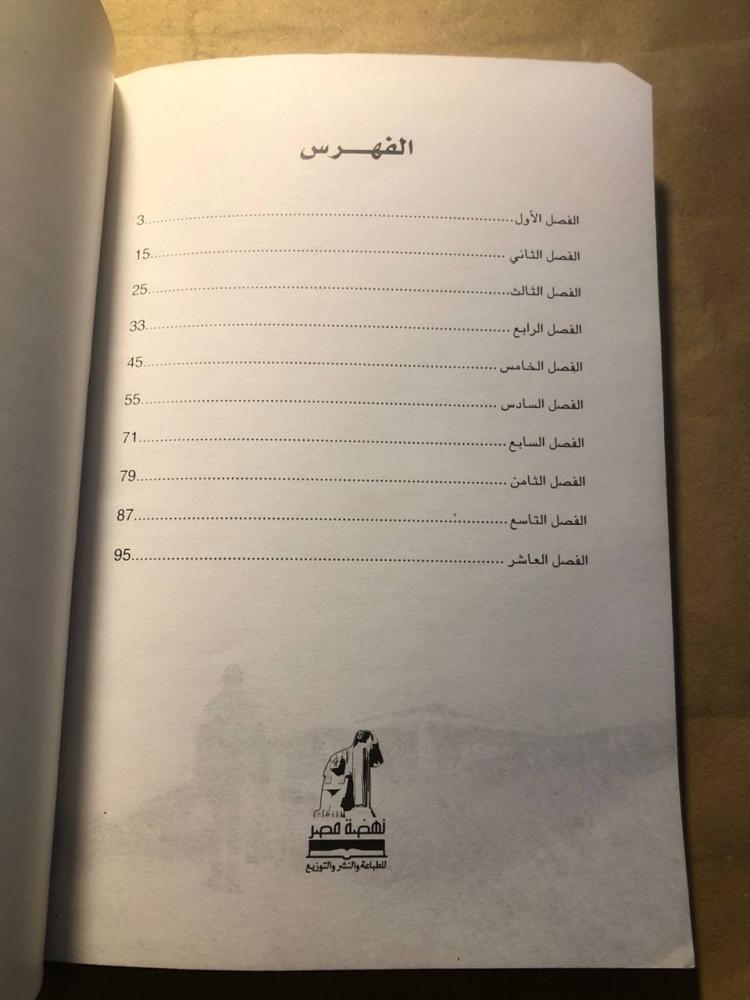 الفهـــرس
الفصل الأول..............................................................3
الفصل الثاني ............................................................15
الفصل الثالث............................................................25
الفصل الرابع ............................................................33
الفصل الخامس ...........................................................45
الفصل السادس ...........................................................55
الفصل السابع ............................................................71
الفصل الثامن ............................................................79
الفصل التاسع............................................................87
الفصل العاشر ............................................................95
نهضة مصر
للطباعة والنشر والتوزيع